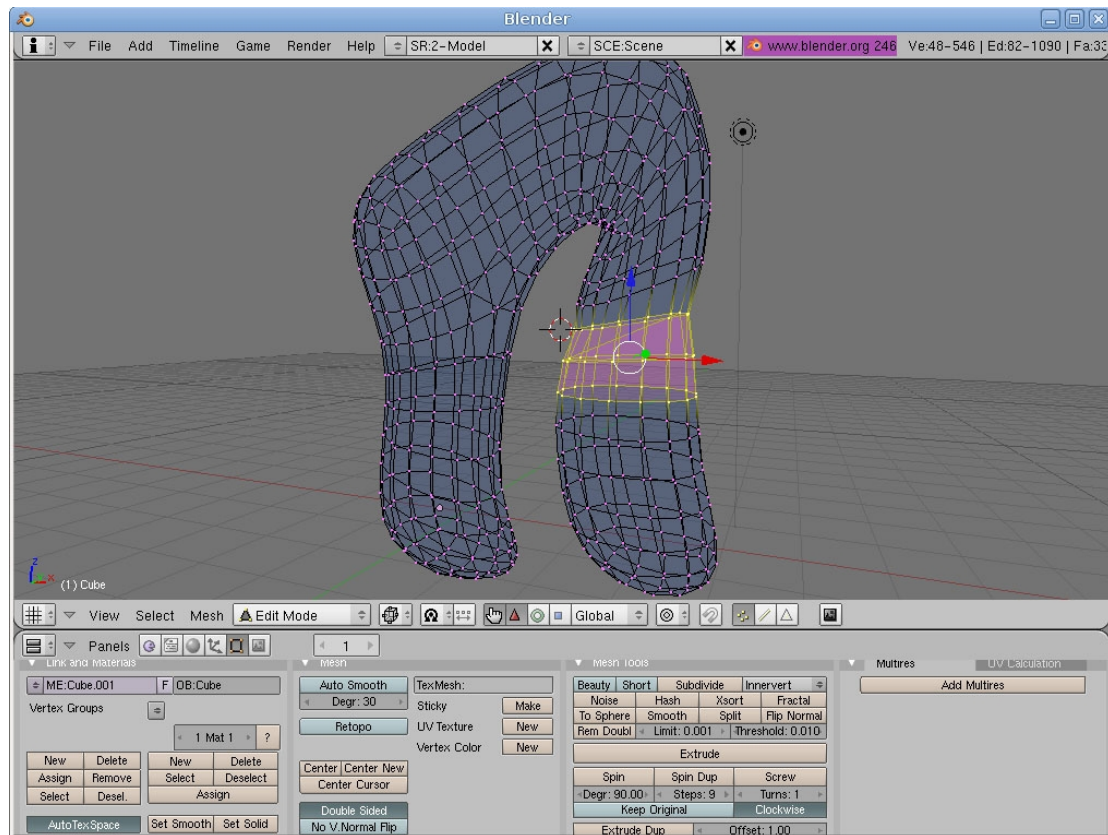 Blender
File Add Timeline Game Render Help SR:2-Model SCE:Scene www.blender.org 246 Ve:48-546 | Ed:82-1090 | Fa:33
z
x
(1) Cube
View Select Mesh Edit Mode Global
Panels 1
Link and Materials Mesh Mesh Tools Multires UV Calculation
ME:Cube.001 F OB:Cube Auto Smooth TexMesh: Beauty Short Subdivide Innervert Add Multires
Vertex Groups Degr: 30 Sticky Make Noise Hash Xsort Fractal
Retopo UV Texture New To Sphere Smooth Split Flip Normal
1 Mat 1 ? Vertex Color New Rem Doubl Limit: 0.001 Threshold: 0.010
New Delete New Delete Center Center New Extrude
Assign Remove Select Deselect Center Cursor Spin Spin Dup Screw
Select Desel. Assign Degr: 90.00 Steps: 9 Turns: 1
Double Sided Keep Original Clockwise
AutoTexSpace Set Smooth Set Solid No V.Normal Flip Extrude Dup Offset: 1.00